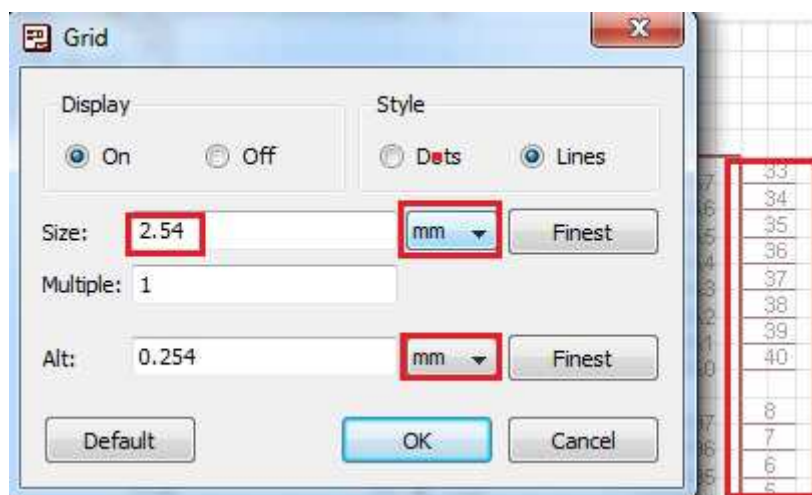 Grid
Display
Style
On
Off
Dots
Lines
Size:
2.54
mm
Finest
Multiple:
1
Alt:
0.254
mm
Finest
Default
OK
Cancel
33
34
35
36
37
38
39
40
8
7
6
5